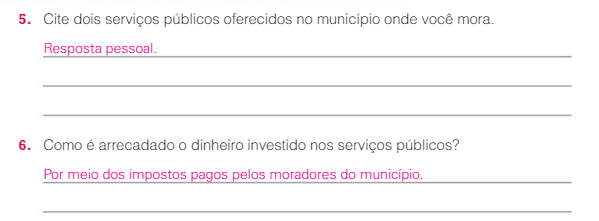 5. Cite dois serviços públicos oferecidos no município onde você mora.
Resposta pessoal.
6. Como é arrecadado o dinheiro investido nos serviços públicos?
Por meio dos impostos pagos pelos moradores do município.